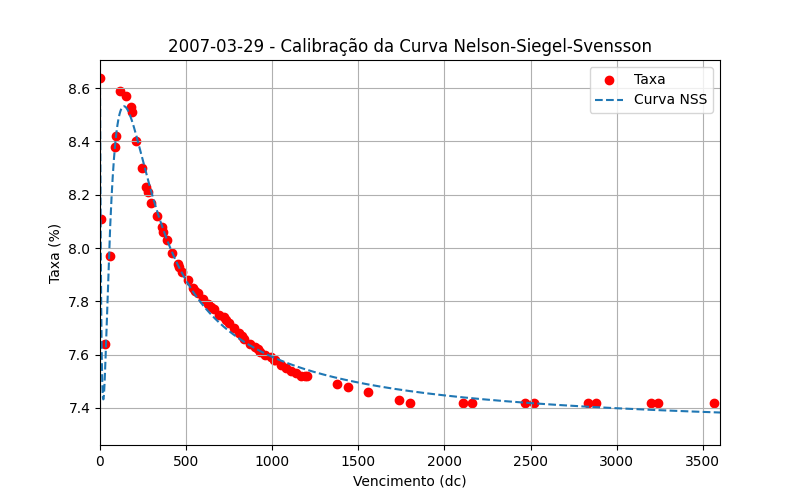 2007-03-29 - Calibração da Curva Nelson-Siegel-Svensson
Taxa
Curva NSS
Taxa (%)
8.6
8.4
8.2
8.0
7.8
7.6
7.4
0 500 1000 1500 2000 2500 3000 3500
Vencimento (dc)